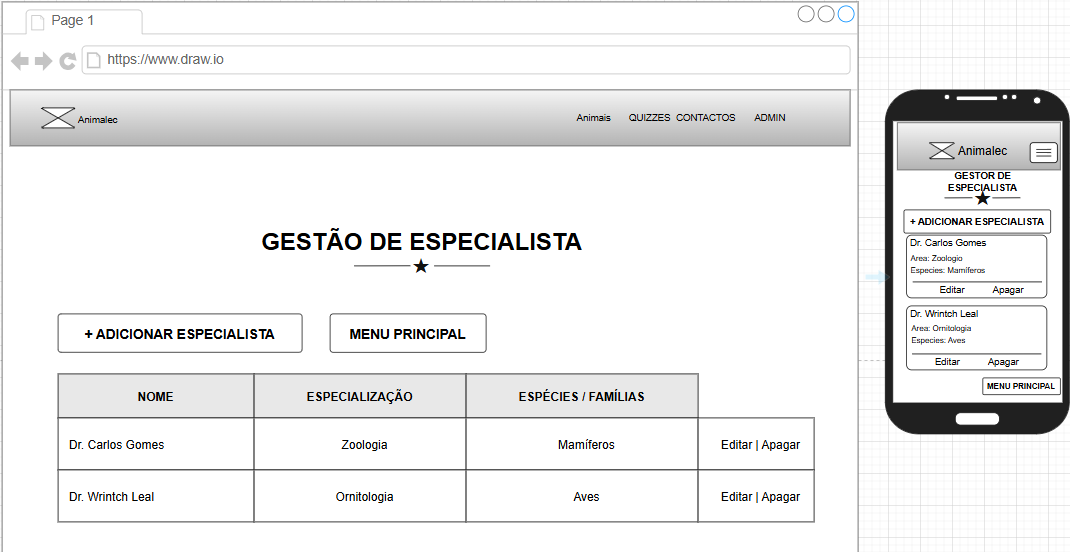 Page 1
https://www.draw.io
Animalec
Animais QUIZZES CONTACTOS ADMIN
GESTÃO DE ESPECIALISTA
+ ADICIONAR ESPECIALISTA MENU PRINCIPAL
NOME ESPECIALIZAÇÃO ESPÉCIES / FAMÍLIAS
Dr. Carlos Gomes Zoologia Mamíferos Editar | Apagar
Dr. Wrintch Leal Ornitologia Aves Editar | Apagar
Animalec
GESTOR DE
ESPECIALISTA
+ ADICIONAR ESPECIALISTA
Dr. Carlos Gomes
Area: Zoologio
Especies: Mamíferos
Editar Apagar
Dr. Wrintch Leal
Area: Ornitologia
Especies: Aves
Editar Apagar
MENU PRINCIPAL